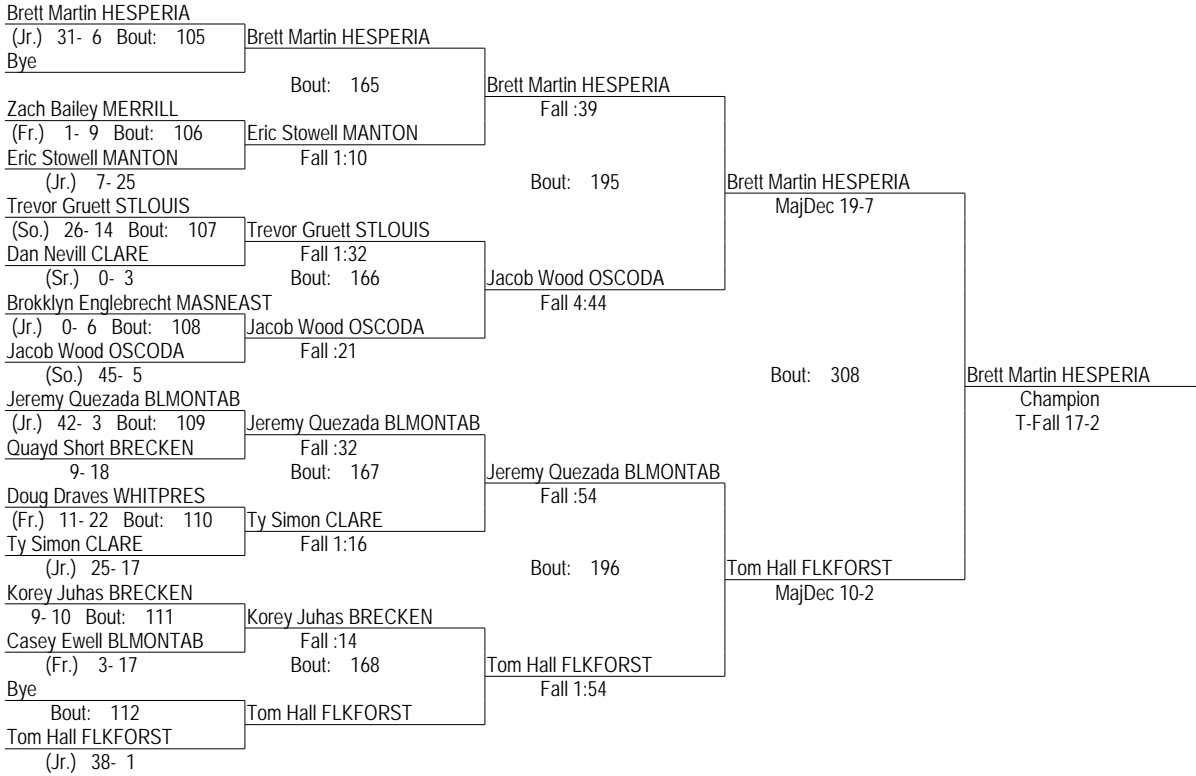 Brett Martin HESPERIA
(Jr.) 31- 6 Bout: 105
Bye
Zach Bailey MERRILL
(Fr.) 1- 9 Bout: 106
Eric Stowell MANTON
(Jr.) 7- 25
Trevor Gruett STLOUIS
(So.) 26- 14 Bout: 107
Dan Nevill CLARE
(Sr.) 0- 3
Brokklyn Englebrecht MASNEAST
(Jr.) 0- 6 Bout: 108
Jacob Wood OSCODA
(So.) 45- 5
Jeremy Quezada BLMONTAB
(Jr.) 42- 3 Bout: 109
Quayd Short BRECKEN
9- 18
Doug Draves WHITPRES
(Fr.) 11- 22 Bout: 110
Ty Simon CLARE
(Jr.) 25- 17
Korey Juhas BRECKEN
9- 10 Bout: 111
Casey Ewell BLMONTAB
(Fr.) 3- 17
Bye
Bout: 112
Tom Hall FLKFORST
(Jr.) 38- 1
Brett Martin HESPERIA
Bout: 165
Eric Stowell MANTON
Fall 1:10
Trevor Gruett STLOUIS
Fall 1:32
Bout: 166
Jacob Wood OSCODA
Fall :21
Jeremy Quezada BLMONTAB
Fall :32
Bout: 167
Ty Simon CLARE
Fall 1:16
Korey Juhas BRECKEN
Fall :14
Bout: 168
Tom Hall FLKFORST
Brett Martin HESPERIA
Fall :39
Bout: 195
Jacob Wood OSCODA
Fall 4:44
Jeremy Quezada BLMONTAB
Fall :54
Bout: 196
Tom Hall FLKFORST
Fall 1:54
Brett Martin HESPERIA
MajDec 19-7
Bout: 308
Tom Hall FLKFORST
MajDec 10-2
Brett Martin HESPERIA
Champion
T-Fall 17-2